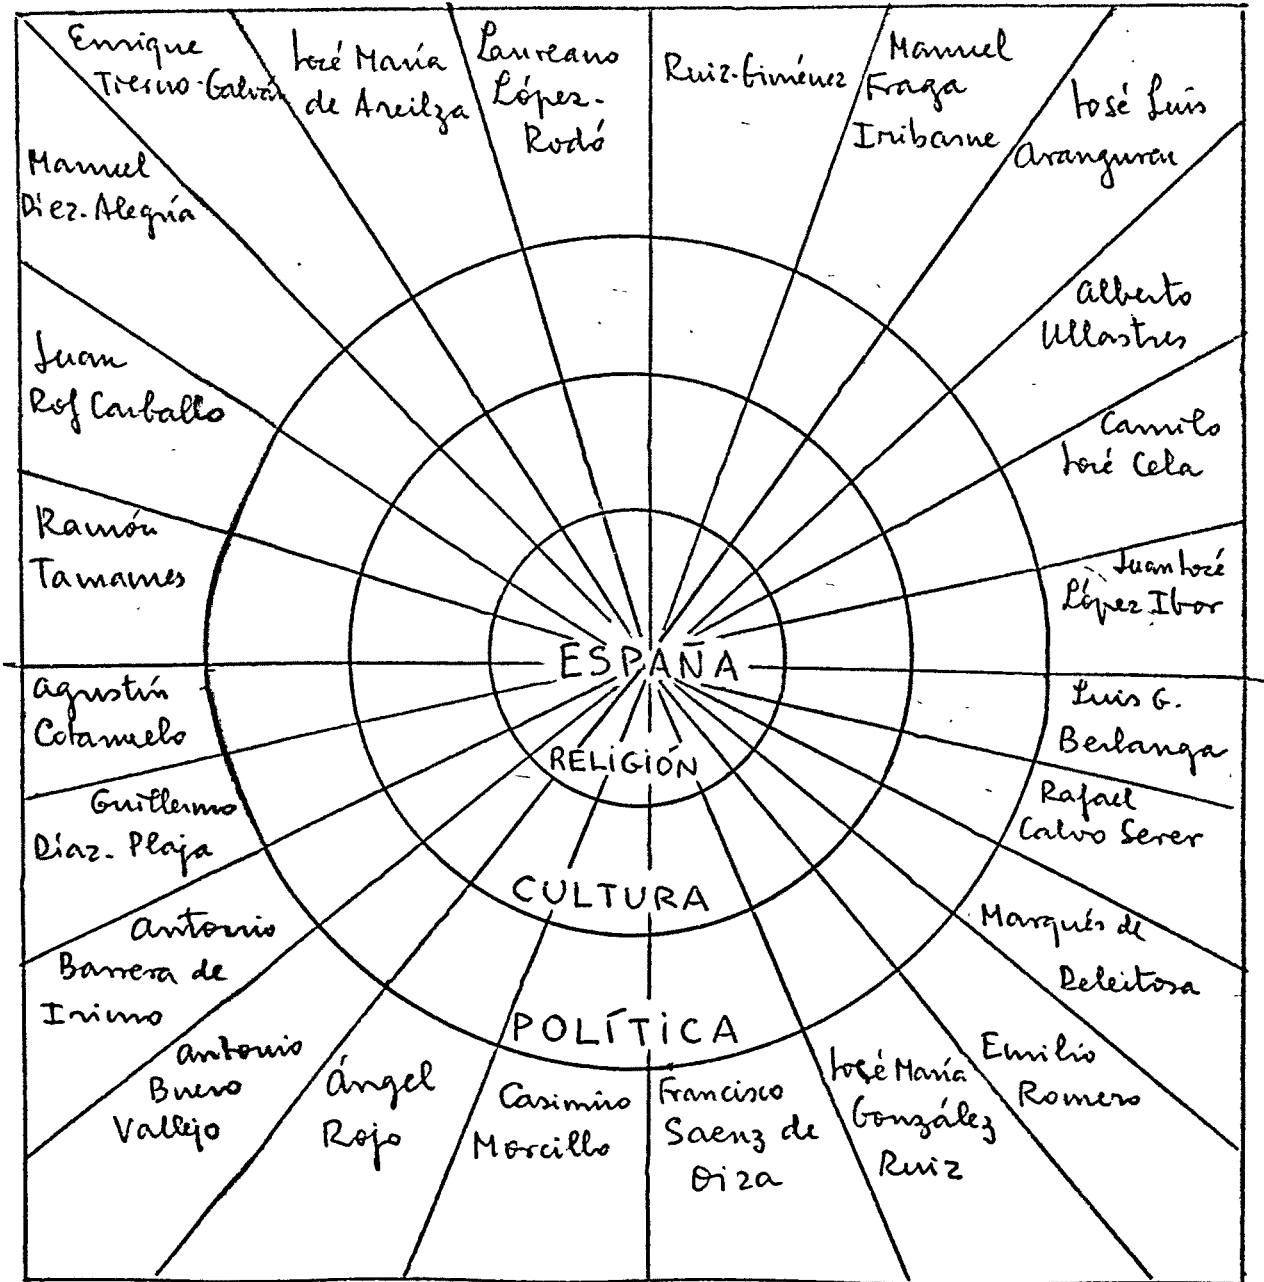 Enrique
Tierno-Galván
José María
de Areilza
Laureano
López-
Rodó
Ruiz-Giménez
Manuel
Fraga
Iribarne
José Luis
Aranguren
Alberto
Ullastres
Camilo
José Cela
Juan José
López Ibor
Luis G.
Berlanga
Rafael
Calvo Serer
Marqués de
Deleitosa
Emilio
Romero
José María
González
Ruiz
Francisco
Saenz de
Oiza
Casimiro
Morcillo
Ángel
Rojo
Antonio
Buero
Vallejo
Antonio
Barrera de
Irimo
Guillermo
Díaz-Plaja
Agustín
Cotanuelo
Ramón
Tamames
Juan
Rof Carballo
Manuel
Díez-Alegría
ESPAÑA
RELIGIÓN
CULTURA
POLÍTICA